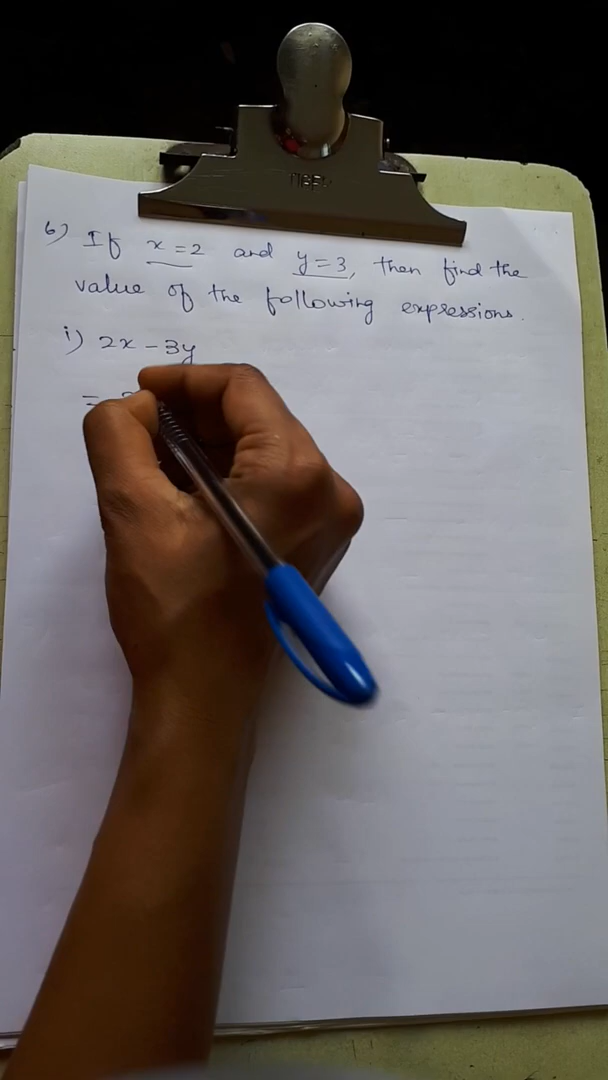 6) If x = 2 and y = 3, then find the
value of the following expressions.
i) 2x - 3y
=